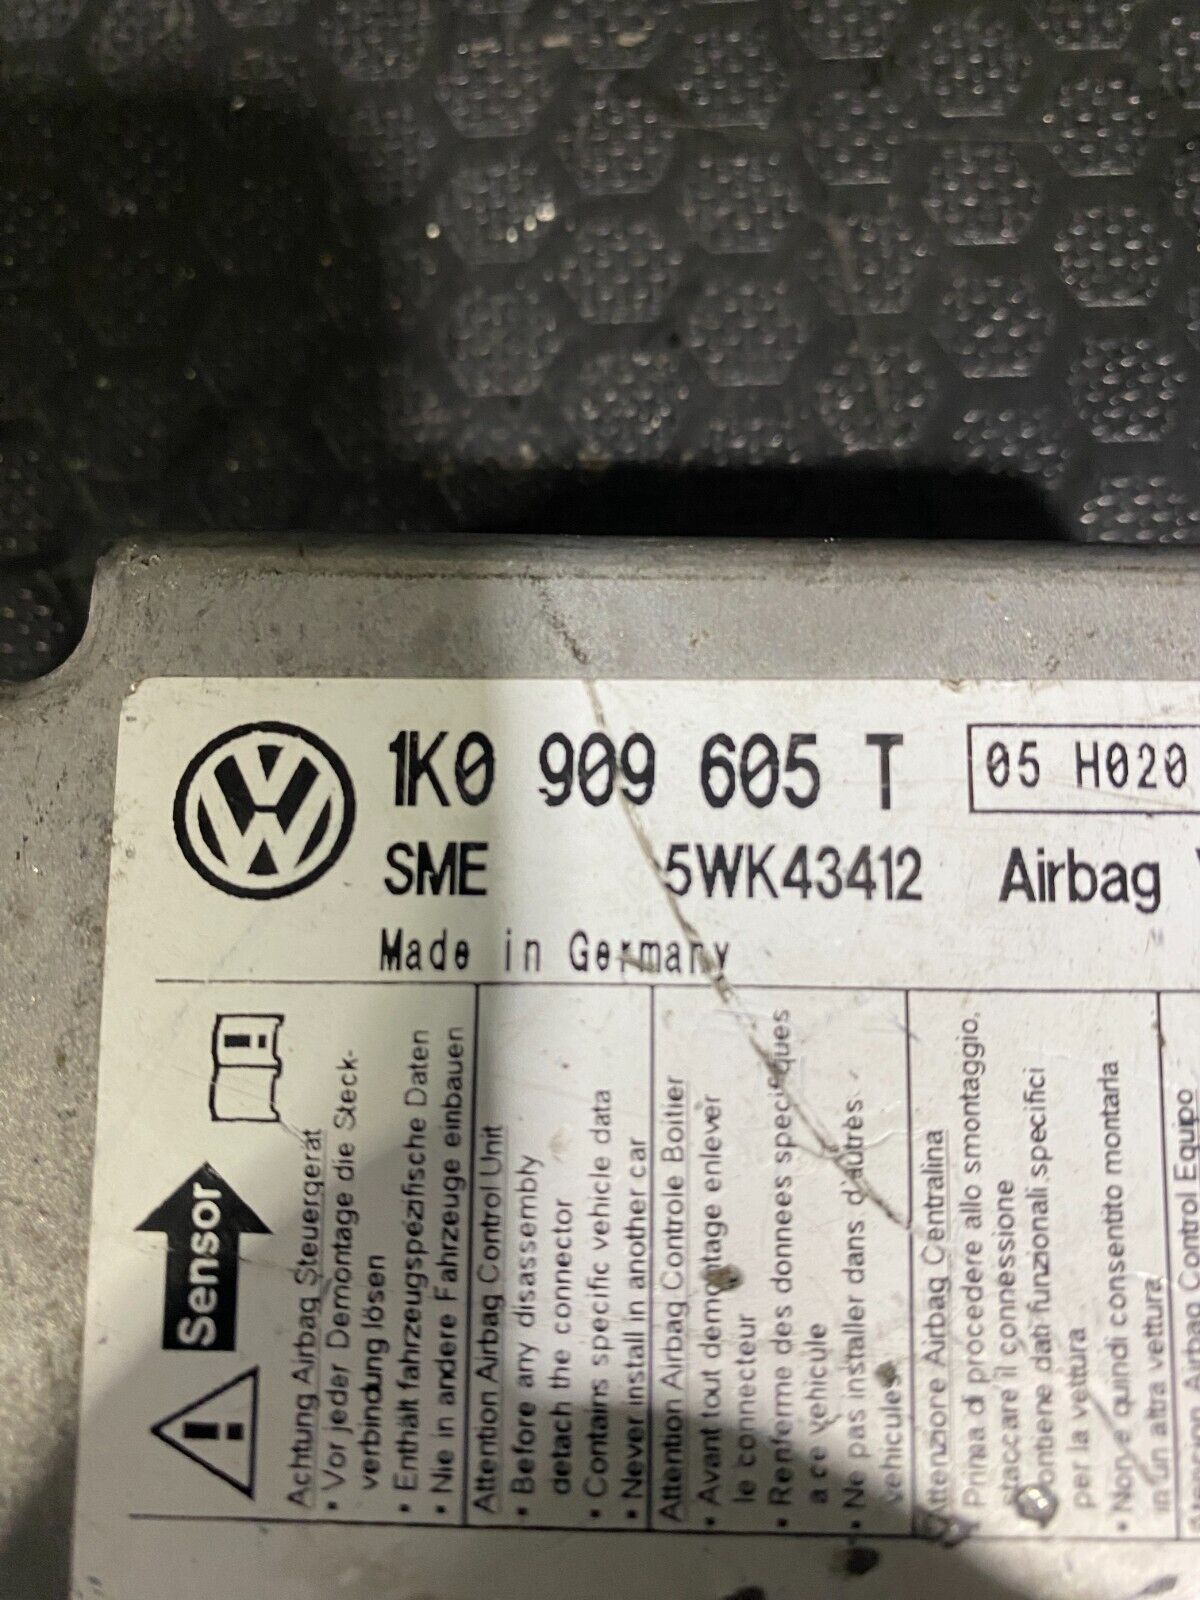 1K0 909 605 T 05 H020
SME 5WK43412 Airbag
Made in Germany
Sensor
Achtung Airbag Steuergerät
• Vor jeder Demontage die Steck-
verbindung lösen
• Enthält fahrzeugspezifische Daten
• Nie in andere Fahrzeuge einbauen
Attention Airbag Control Unit
• Before any disassembly
detach the connector
• Contains specific vehicle data
• Never install in another car
Attention Airbag Controle Boitier
• Avant tout demontage enlever
le connecteur
• Renferme des donnees specifiques
a ce vehicule
• Ne pas installer dans d'autres
vehicules
Attenzione Airbag Centralina
Prima di procedere allo smontaggio,
staccare il connessione
Contiene dati funzionali specifici
per la vettura
• Non e quindi consentito montarla
in un altra vettura
Airbag Control Equipo